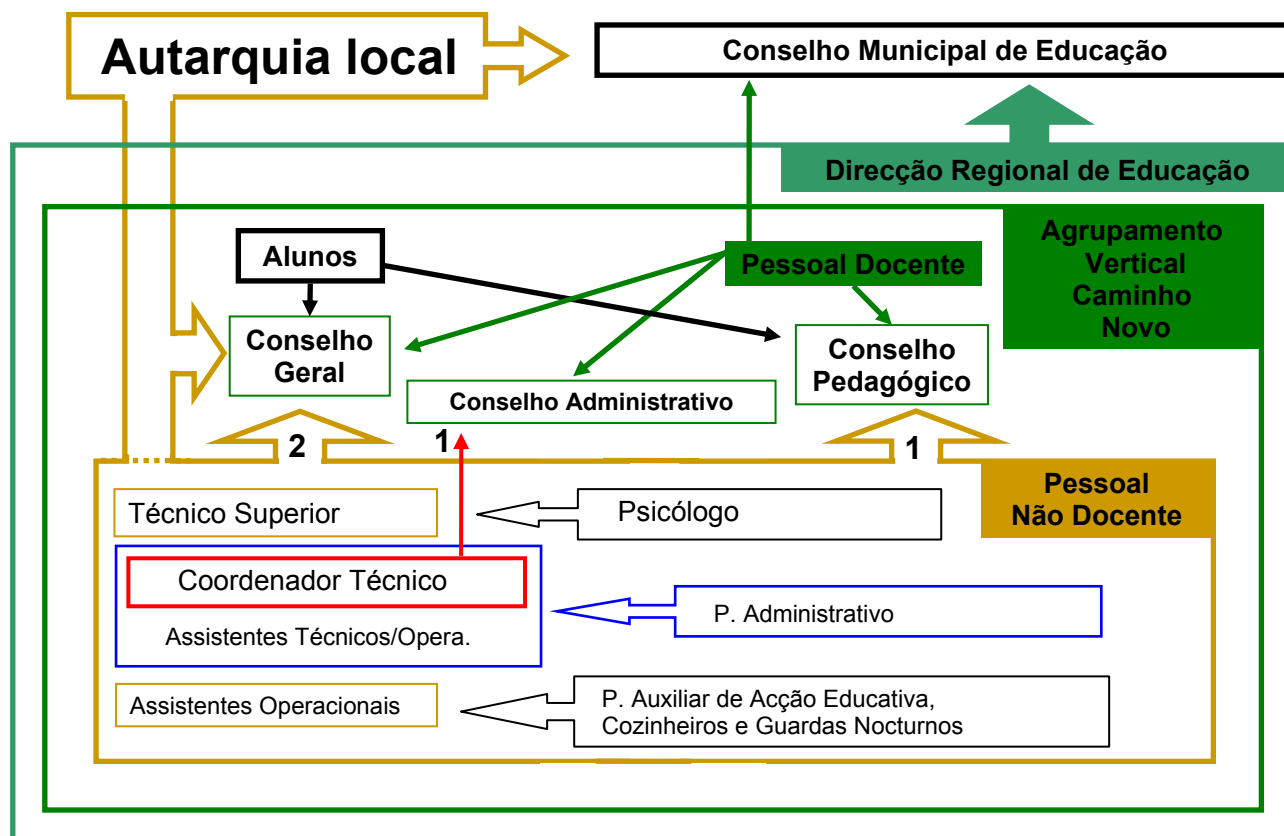 Autarquia local
Conselho Municipal de Educação
Direcção Regional de Educação
Agrupamento
Vertical
Caminho
Novo
Alunos
Pessoal Docente
Conselho
Geral
Conselho
Pedagógico
Conselho Administrativo
2
1
1
Pessoal
Não Docente
Técnico Superior
Psicólogo
Coordenador Técnico
Assistentes Técnicos/Opera.
P. Administrativo
Assistentes Operacionais
P. Auxiliar de Acção Educativa,
Cozinheiros e Guardas Nocturnos